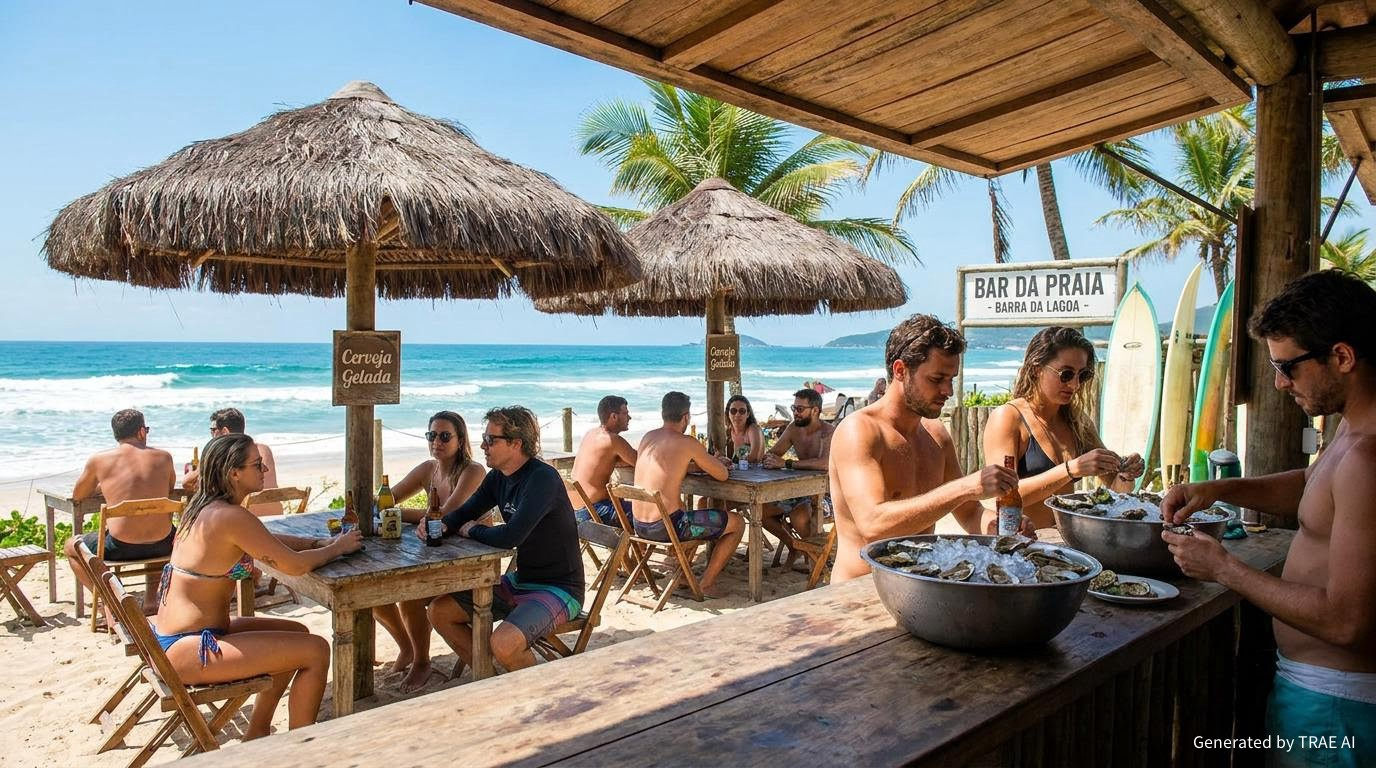 BAR DA PRAIA
- BARRA DA LAGOA -
Cerveja
Gelada
Cerveja
Gelada
Generated by TRAE AI